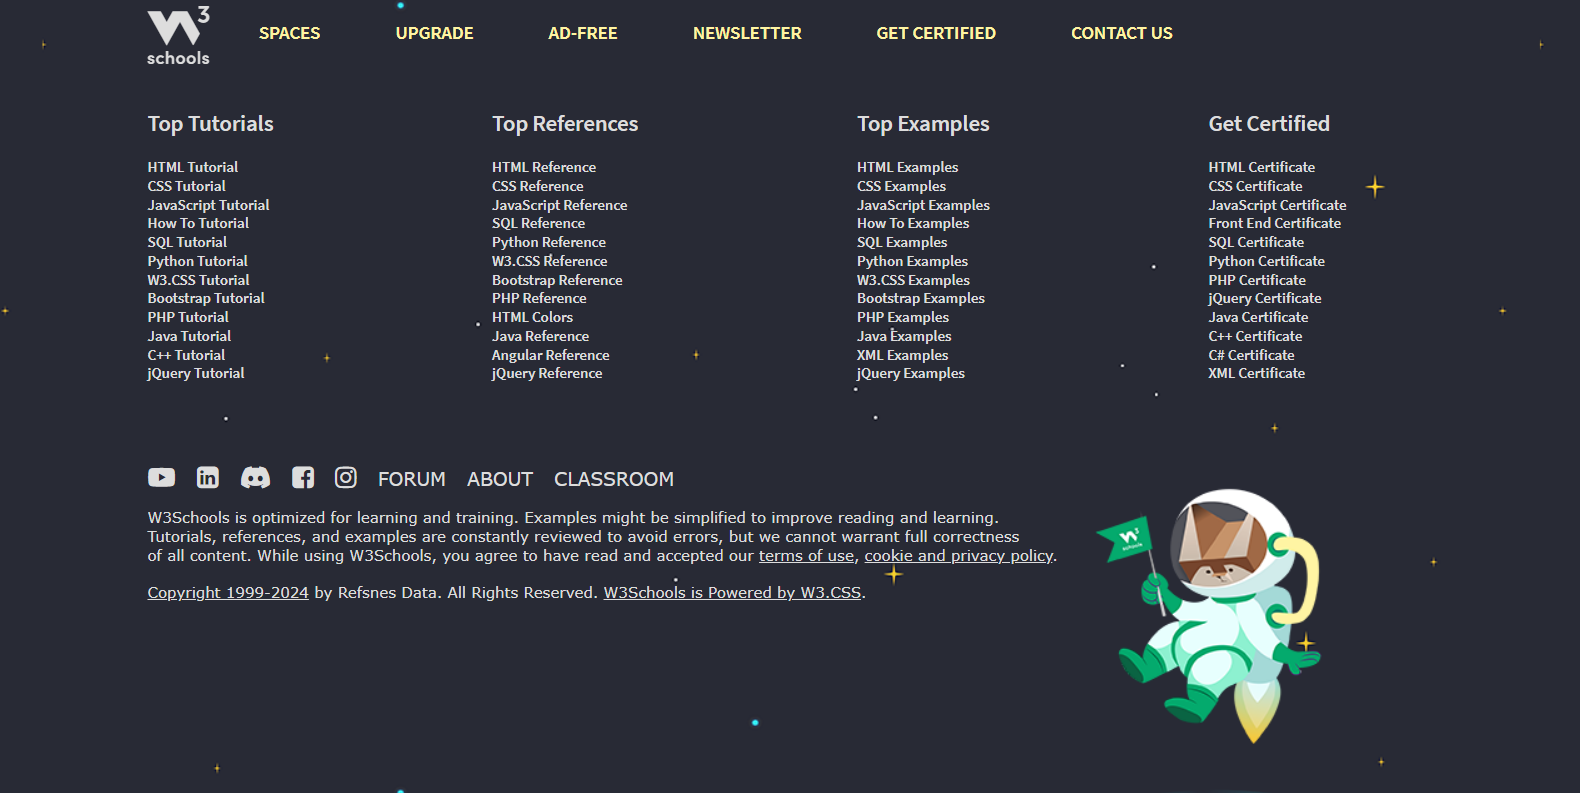 W3
schools
SPACES
UPGRADE
AD-FREE
NEWSLETTER
GET CERTIFIED
CONTACT US
Top Tutorials
HTML Tutorial
CSS Tutorial
JavaScript Tutorial
How To Tutorial
SQL Tutorial
Python Tutorial
W3.CSS Tutorial
Bootstrap Tutorial
PHP Tutorial
Java Tutorial
C++ Tutorial
jQuery Tutorial
Top References
HTML Reference
CSS Reference
JavaScript Reference
SQL Reference
Python Reference
W3.CSS Reference
Bootstrap Reference
PHP Reference
HTML Colors
Java Reference
Angular Reference
jQuery Reference
Top Examples
HTML Examples
CSS Examples
JavaScript Examples
How To Examples
SQL Examples
Python Examples
W3.CSS Examples
Bootstrap Examples
PHP Examples
Java Examples
XML Examples
jQuery Examples
Get Certified
HTML Certificate
CSS Certificate
JavaScript Certificate
Front End Certificate
SQL Certificate
Python Certificate
PHP Certificate
jQuery Certificate
Java Certificate
C++ Certificate
C# Certificate
XML Certificate
FORUM
ABOUT
CLASSROOM
W3Schools is optimized for learning and training. Examples might be simplified to improve reading and learning.
Tutorials, references, and examples are constantly reviewed to avoid errors, but we cannot warrant full correctness
of all content. While using W3Schools, you agree to have read and accepted our terms of use, cookie and privacy policy.
Copyright 1999-2024 by Refsnes Data. All Rights Reserved. W3Schools is Powered by W3.CSS.
W3
schools